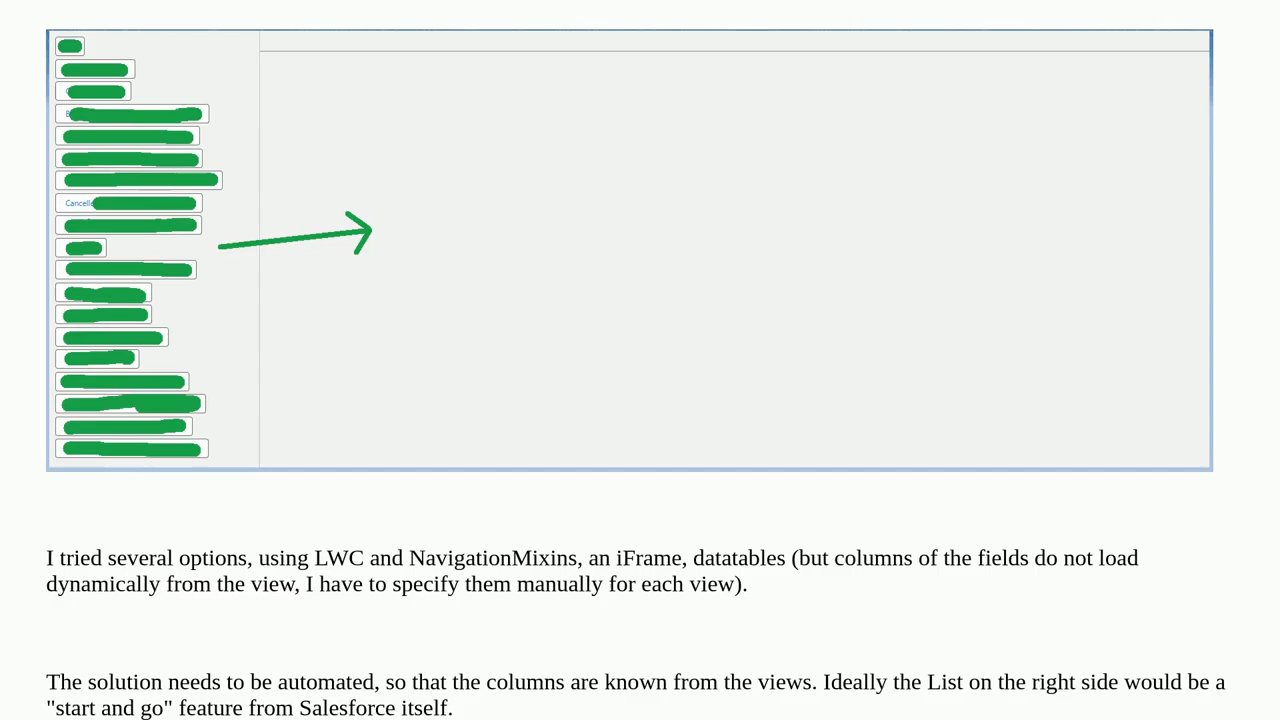 Cancelle
I tried several options, using LWC and NavigationMixins, an iFrame, datatables (but columns of the fields do not load
dynamically from the view, I have to specify them manually for each view).
The solution needs to be automated, so that the columns are known from the views. Ideally the List on the right side would be a
"start and go" feature from Salesforce itself.